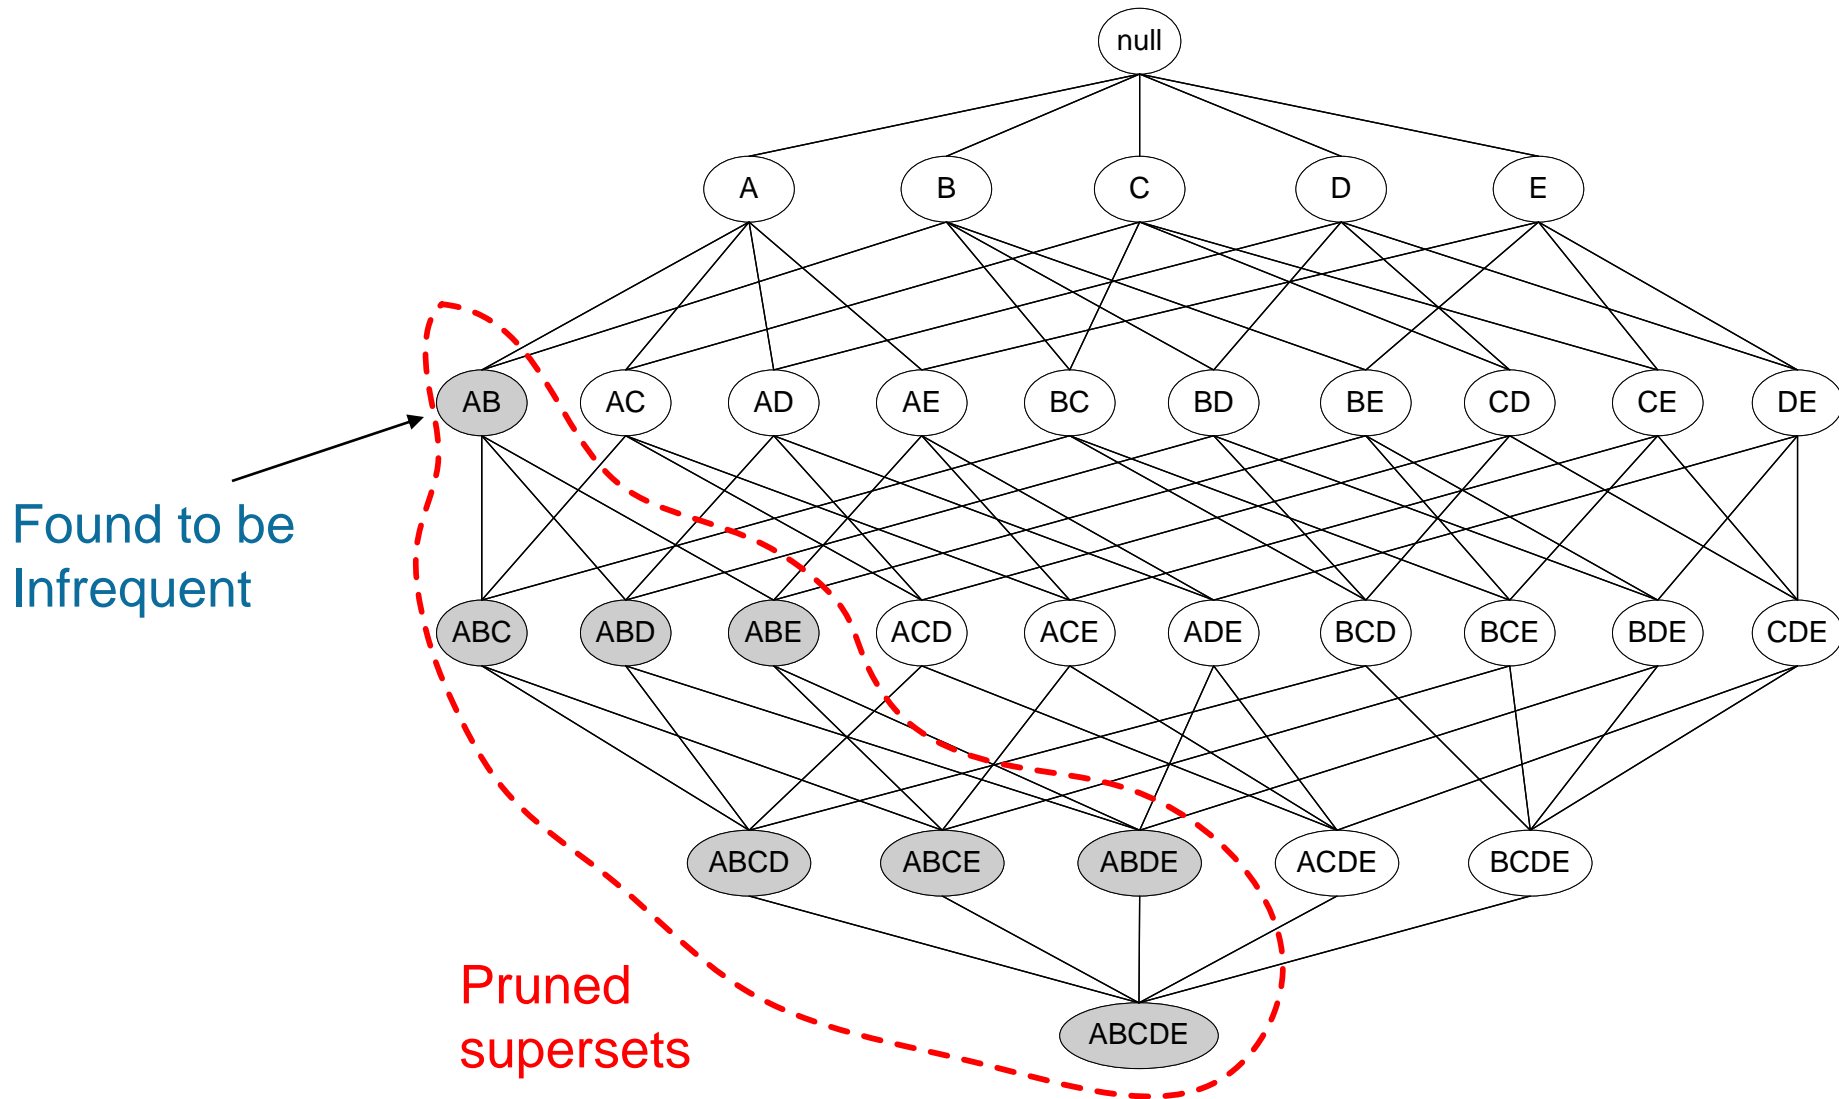 null
A B C D E
AB AC AD AE BC BD BE CD CE DE
Found to be
Infrequent
ABC ABD ABE ACD ACE ADE BCD BCE BDE CDE
ABCD ABCE ABDE ACDE BCDE
Pruned
supersets
ABCDE